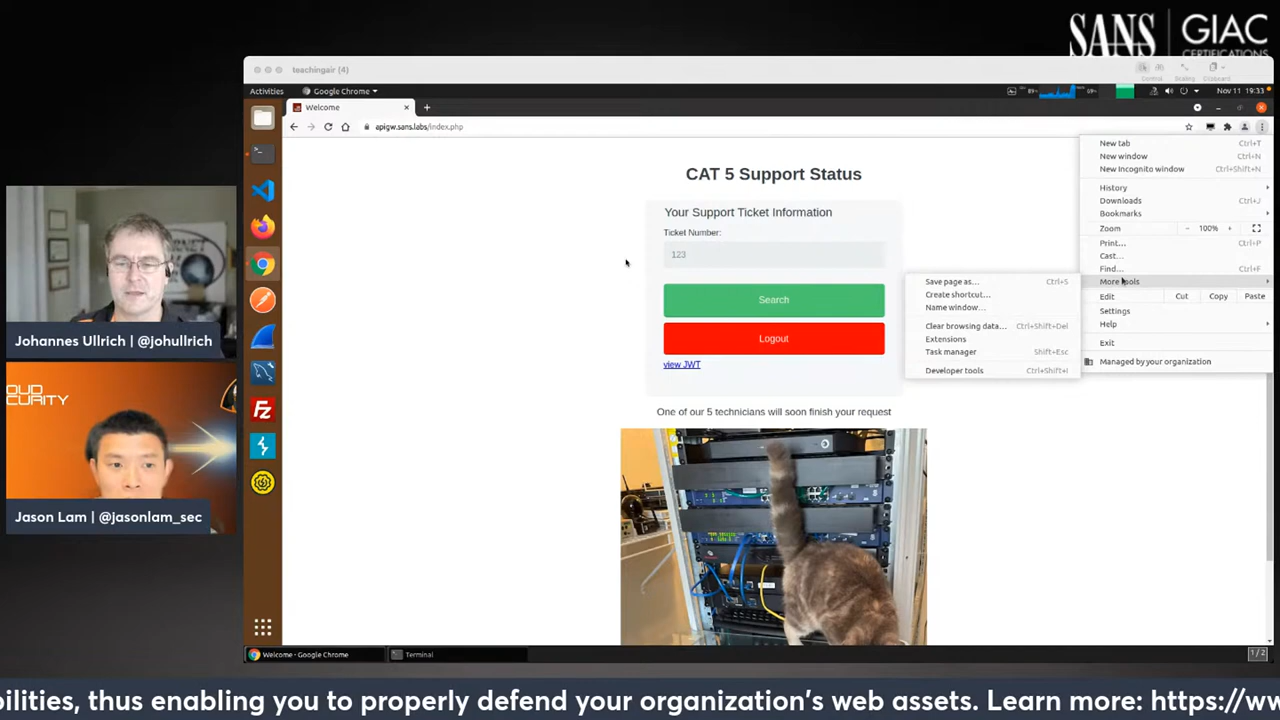 SANS GIAC
CERTIFICATIONS
teachingair (4)
Control Scaling Clipboard
Activities Google Chrome Nov 11 19:33
Welcome
apigw.sans.labs/index.php
New tab Ctrl+T
New window Ctrl+N
New Incognito window Ctrl+Shift+N
History
Downloads Ctrl+J
Bookmarks
Zoom - 100% +
Print... Ctrl+P
Cast...
Find... Ctrl+F
More tools
Edit Cut Copy Paste
Settings
Help
Exit
Managed by your organization
Save page as... Ctrl+S
Create shortcut...
Name window...
Clear browsing data... Ctrl+Shift+Del
Extensions
Task manager Shift+Esc
Developer tools Ctrl+Shift+I
CAT 5 Support Status
Your Support Ticket Information
Ticket Number:
123
Search
Logout
view JWT
One of our 5 technicians will soon finish your request
Johannes Ullrich | @johullrich
OUD
CURITY
Jason Lam | @jasonlam_sec
Welcome - Google Chrome Terminal 1 / 2
bilities, thus enabling you to properly defend your organization's web assets. Learn more: https://ww